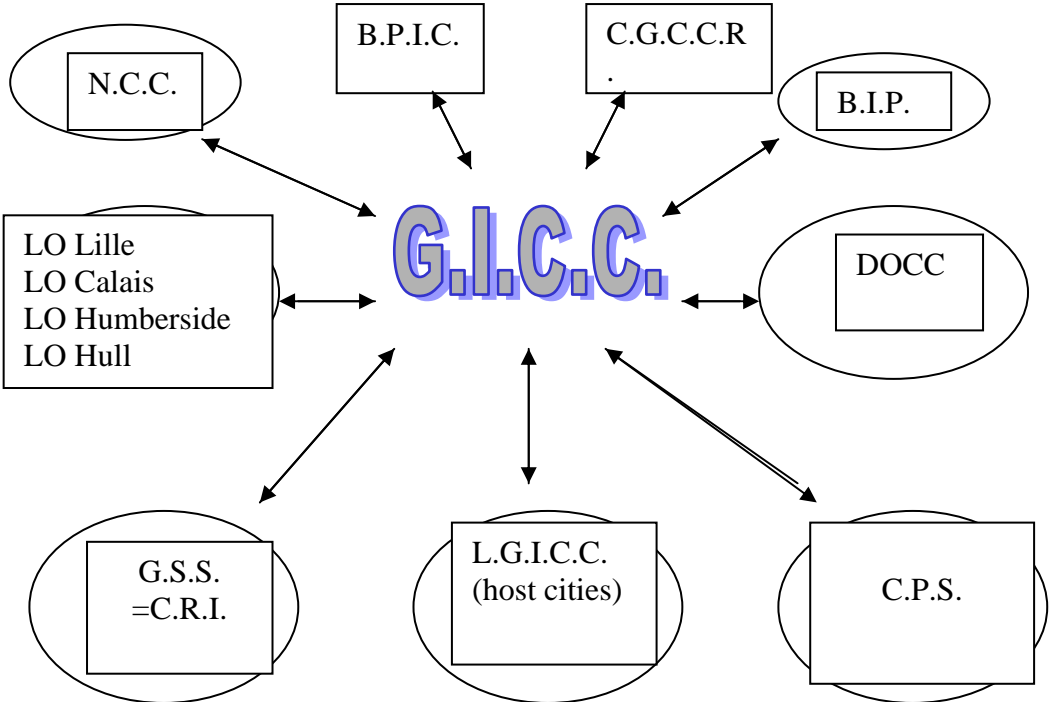 B.P.I.C.
C.G.C.C.R
.
N.C.C.
B.I.P.
G.I.C.C.
LO Lille
LO Calais
LO Humberside
LO Hull
DOCC
G.S.S.
=C.R.I.
L.G.I.C.C.
(host cities)
C.P.S.